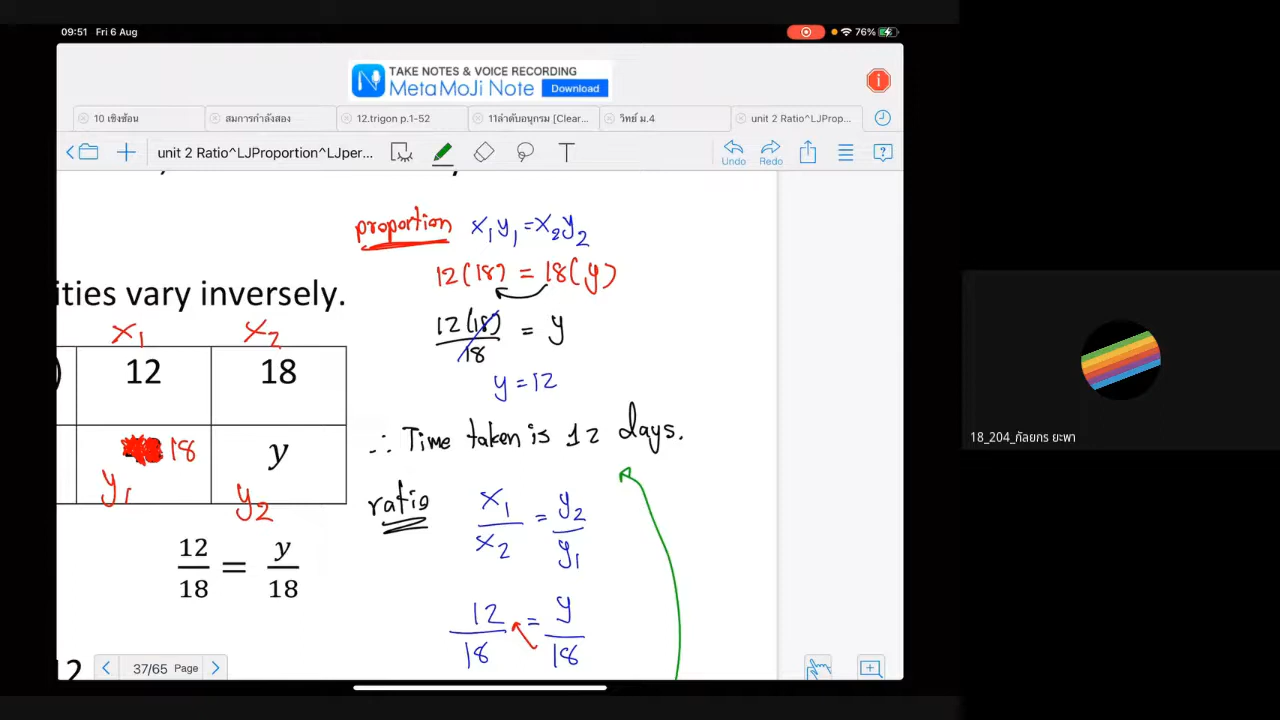 09:51 Fri 6 Aug
76%
TAKE NOTES & VOICE RECORDING
MetaMoJi Note Download
10 เชิงซ้อน
สมการกำลังสอง
12.trigon p.1-52
11ลำดับอนุกรม [Clear...
วิทย์ ม.4
unit 2 Ratio^LJProp...
unit 2 Ratio^LJProportion^LJper...
T
Undo
Redo
proportion x₁y₁=x₂y₂
12(18) = 18(y)
ities vary inversely.
12(18)/18 = y
x₁ x₂
) 12 18
y = 12
∴ Time taken is 12 days.
18 y
y₁ y₂
ratio x₁/x₂ = y₂/y₁
12/18 = y/18
12/18 = y/18
12
37/65 Page
18_204_กัลยกร ยะพา